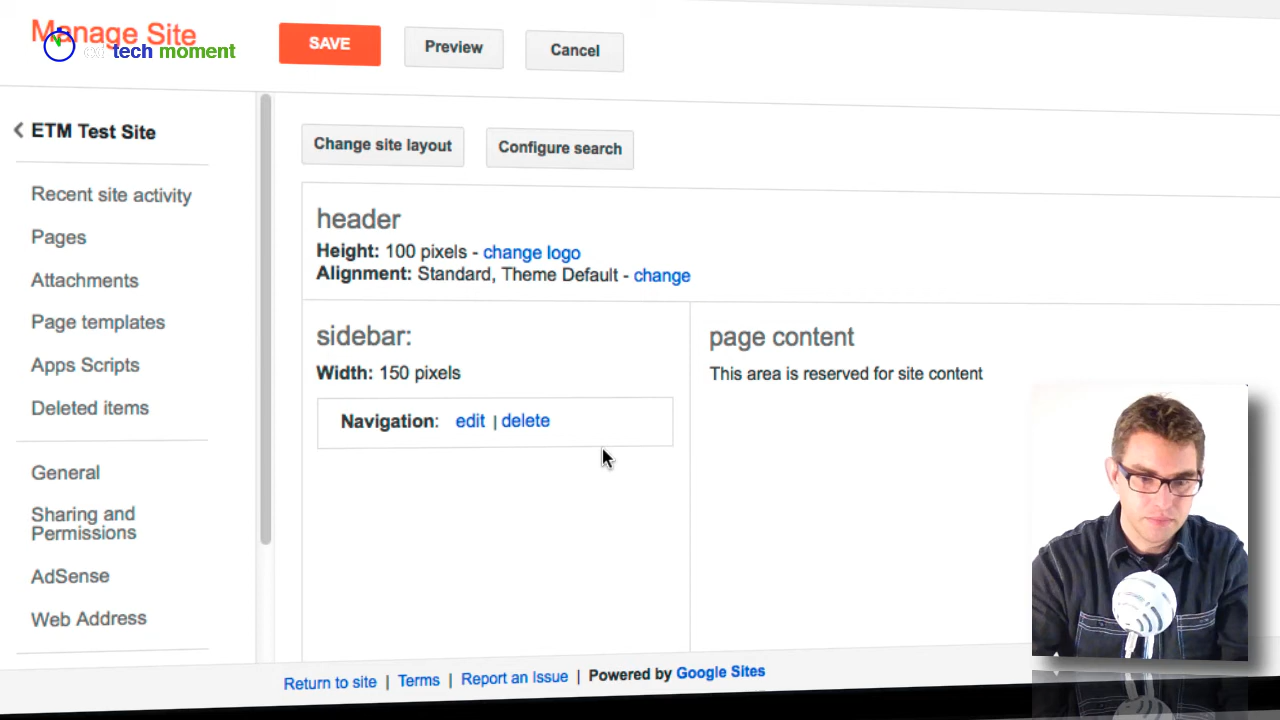 Manage Site
ed tech moment
SAVE
Preview
Cancel
ETM Test Site
Recent site activity
Pages
Attachments
Page templates
Apps Scripts
Deleted items
General
Sharing and
Permissions
AdSense
Web Address
Change site layout
Configure search
header
Height: 100 pixels - change logo
Alignment: Standard, Theme Default - change
sidebar:
Width: 150 pixels
Navigation: edit | delete
page content
This area is reserved for site content
Return to site | Terms | Report an Issue | Powered by Google Sites